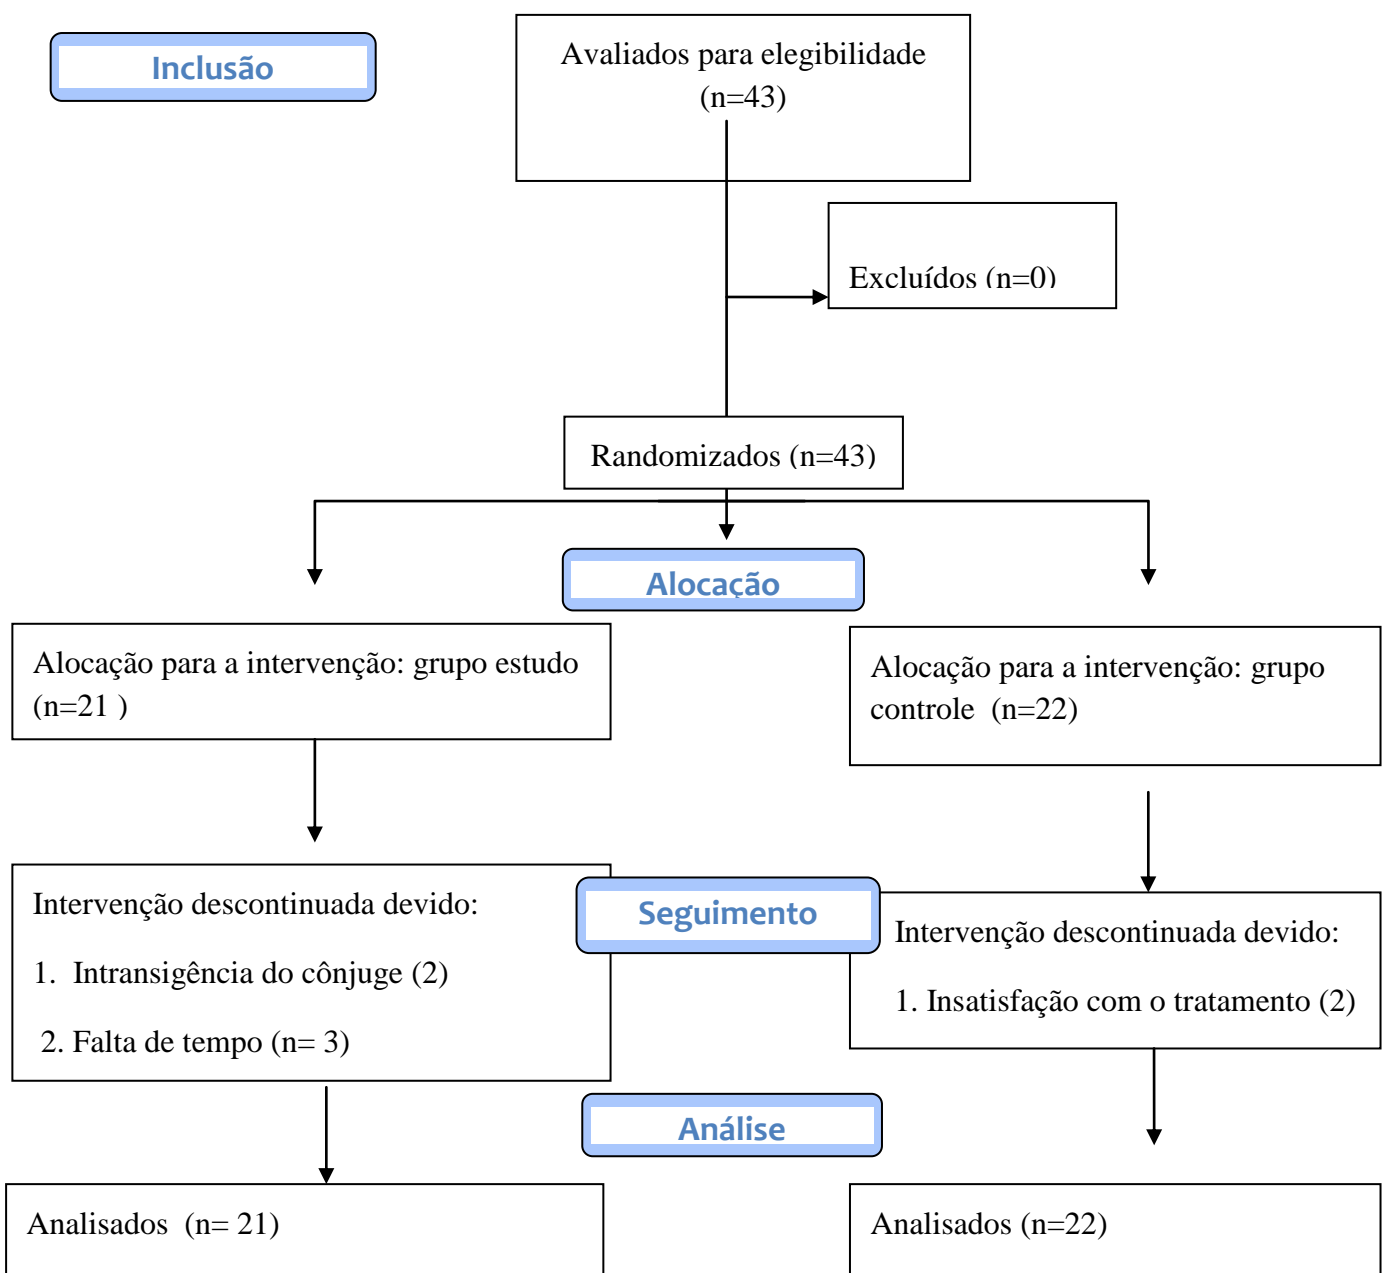 Inclusão
Avaliados para elegibilidade
(n=43)
Excluídos (n=0)
Randomizados (n=43)
Alocação
Alocação para a intervenção: grupo estudo
(n=21 )
Alocação para a intervenção: grupo
controle  (n=22)
Seguimento
Intervenção descontinuada devido:
1.  Intransigência do cônjuge (2)
2. Falta de tempo (n= 3)
Intervenção descontinuada devido:
1. Insatisfação com o tratamento (2)
Análise
Analisados  (n= 21)
Analisados (n=22)